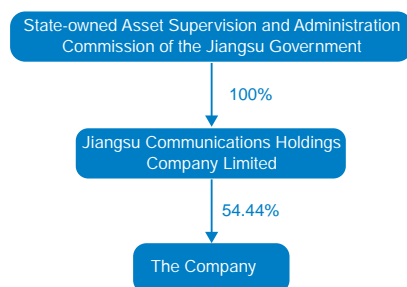 State-owned Asset Supervision and Administration
Commission of the Jiangsu Government
100%
Jiangsu Communications Holdings
Company Limited
54.44%
The Company